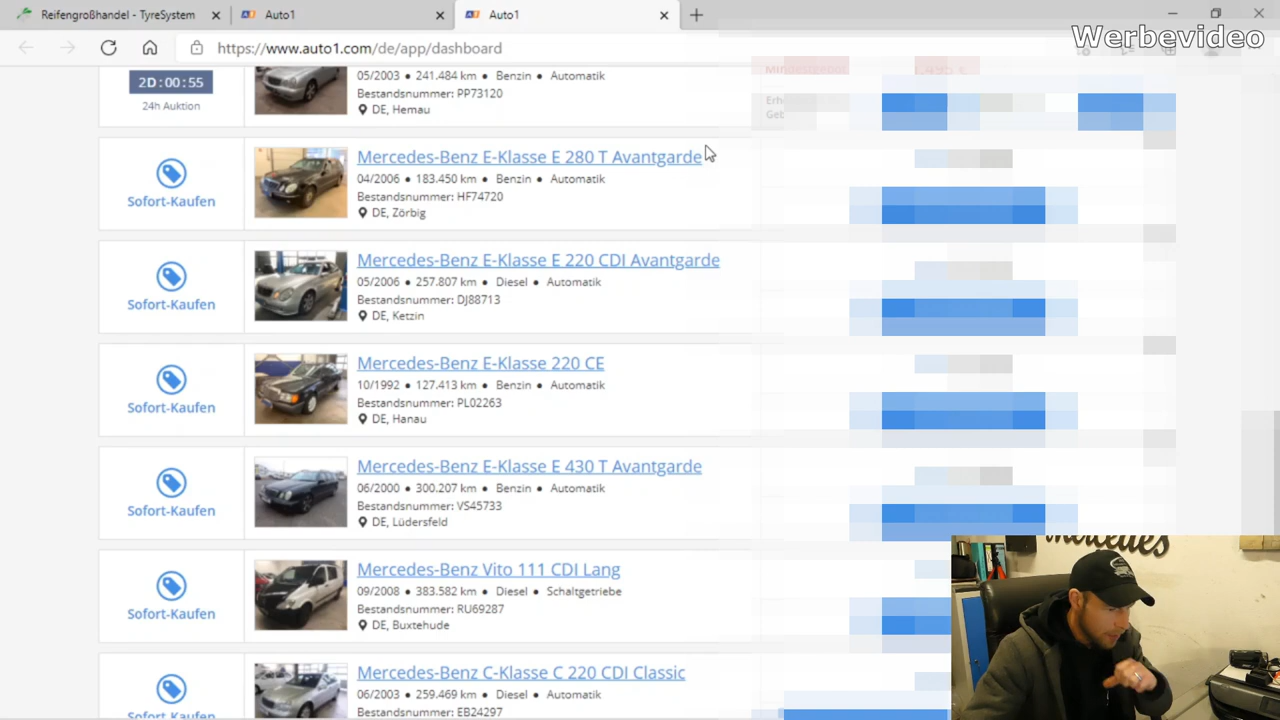 Reifengroßhandel - TyreSystem
Auto1
Auto1
https://www.auto1.com/de/app/dashboard
Werbevideo
2D:00:55
24h Auktion
05/2003 • 241.484 km • Benzin • Automatik
Bestandsnummer: PP73120
DE, Hemau
Sofort-Kaufen
Mercedes-Benz E-Klasse E 280 T Avantgarde
04/2006 • 183.450 km • Benzin • Automatik
Bestandsnummer: HF74720
DE, Zörbig
Sofort-Kaufen
Mercedes-Benz E-Klasse E 220 CDI Avantgarde
05/2006 • 257.807 km • Diesel • Automatik
Bestandsnummer: DJ88713
DE, Ketzin
Sofort-Kaufen
Mercedes-Benz E-Klasse 220 CE
10/1992 • 127.413 km • Benzin • Automatik
Bestandsnummer: PL02263
DE, Hanau
Sofort-Kaufen
Mercedes-Benz E-Klasse E 430 T Avantgarde
06/2000 • 300.207 km • Benzin • Automatik
Bestandsnummer: VS45733
DE, Lüdersfeld
Sofort-Kaufen
Mercedes-Benz Vito 111 CDI Lang
09/2008 • 383.582 km • Diesel • Schaltgetriebe
Bestandsnummer: RU69287
DE, Buxtehude
Sofort-Kaufen
Mercedes-Benz C-Klasse C 220 CDI Classic
06/2003 • 259.469 km • Diesel • Automatik
Bestandsnummer: EB24297
mercedes